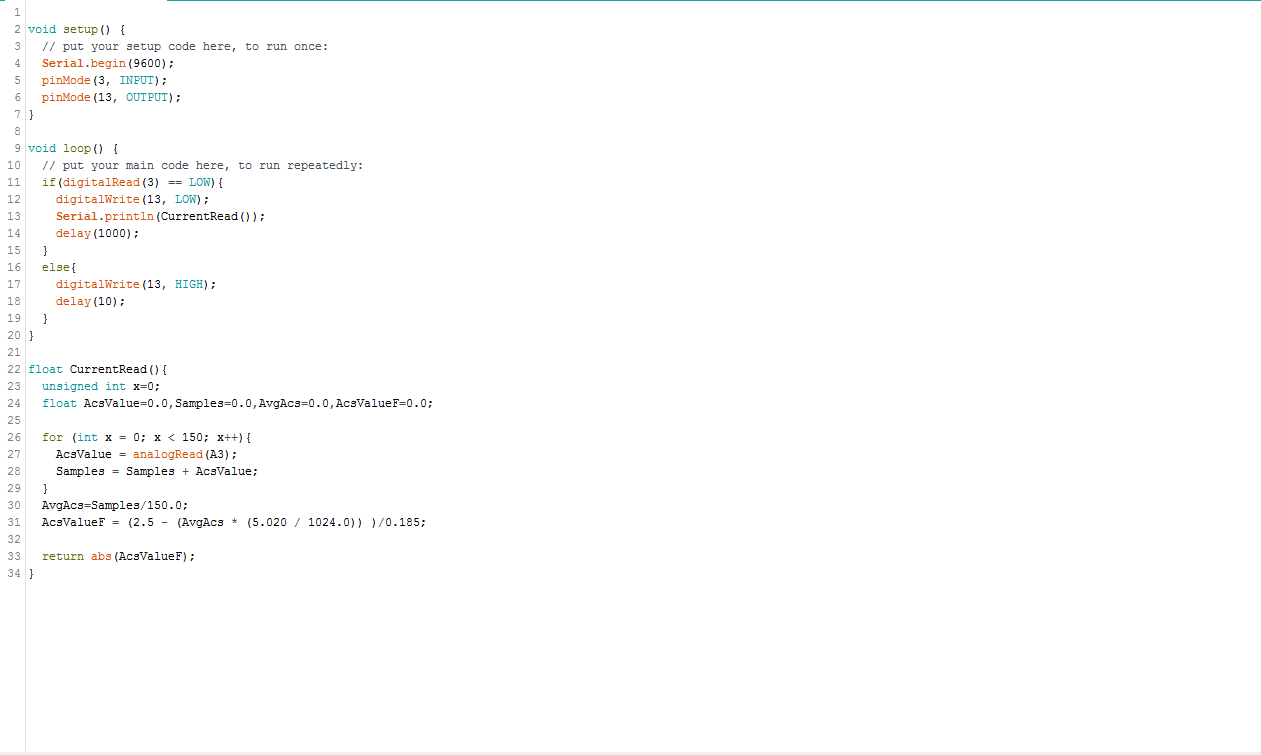 1
2 void setup() {
3   // put your setup code here, to run once:
4   Serial.begin(9600);
5   pinMode(3, INPUT);
6   pinMode(13, OUTPUT);
7 }
8
9 void loop() {
10   // put your main code here, to run repeatedly:
11   if(digitalRead(3) == LOW){
12     digitalWrite(13, LOW);
13     Serial.println(CurrentRead());
14     delay(1000);
15   }
16   else{
17     digitalWrite(13, HIGH);
18     delay(10);
19   }
20 }
21
22 float CurrentRead(){
23   unsigned int x=0;
24   float AcsValue=0.0,Samples=0.0,AvgAcs=0.0,AcsValueF=0.0;
25
26   for (int x = 0; x < 150; x++){
27     AcsValue = analogRead(A3);
28     Samples = Samples + AcsValue;
29   }
30   AvgAcs=Samples/150.0;
31   AcsValueF = (2.5 - (AvgAcs * (5.020 / 1024.0)) )/0.185;
32
33   return abs(AcsValueF);
34 }